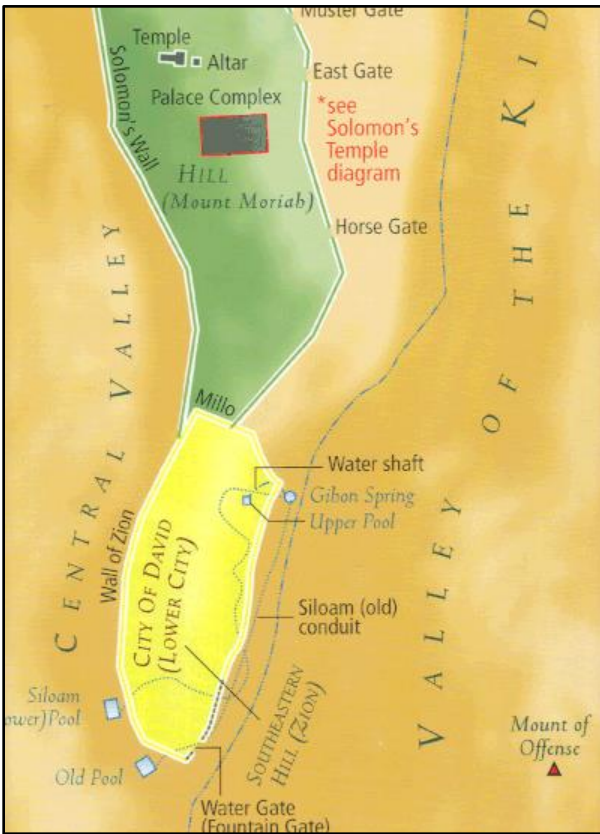 Muster Gate
Temple
Altar
East Gate
Solomon's Wall
Palace Complex
*see
Solomon's
Temple
diagram
HILL
(Mount Moriah)
Horse Gate
CENTRAL VALLEY
VALLEY OF THE KID
Millo
Water shaft
Gihon Spring
Upper Pool
Wall of Zion
CITY OF DAVID
(LOWER CITY)
Siloam (old)
conduit
SOUTHEASTERN
HILL (ZION)
Siloam
ower)Pool
Old Pool
Mount of
Offense
Water Gate
(Fountain Gate)